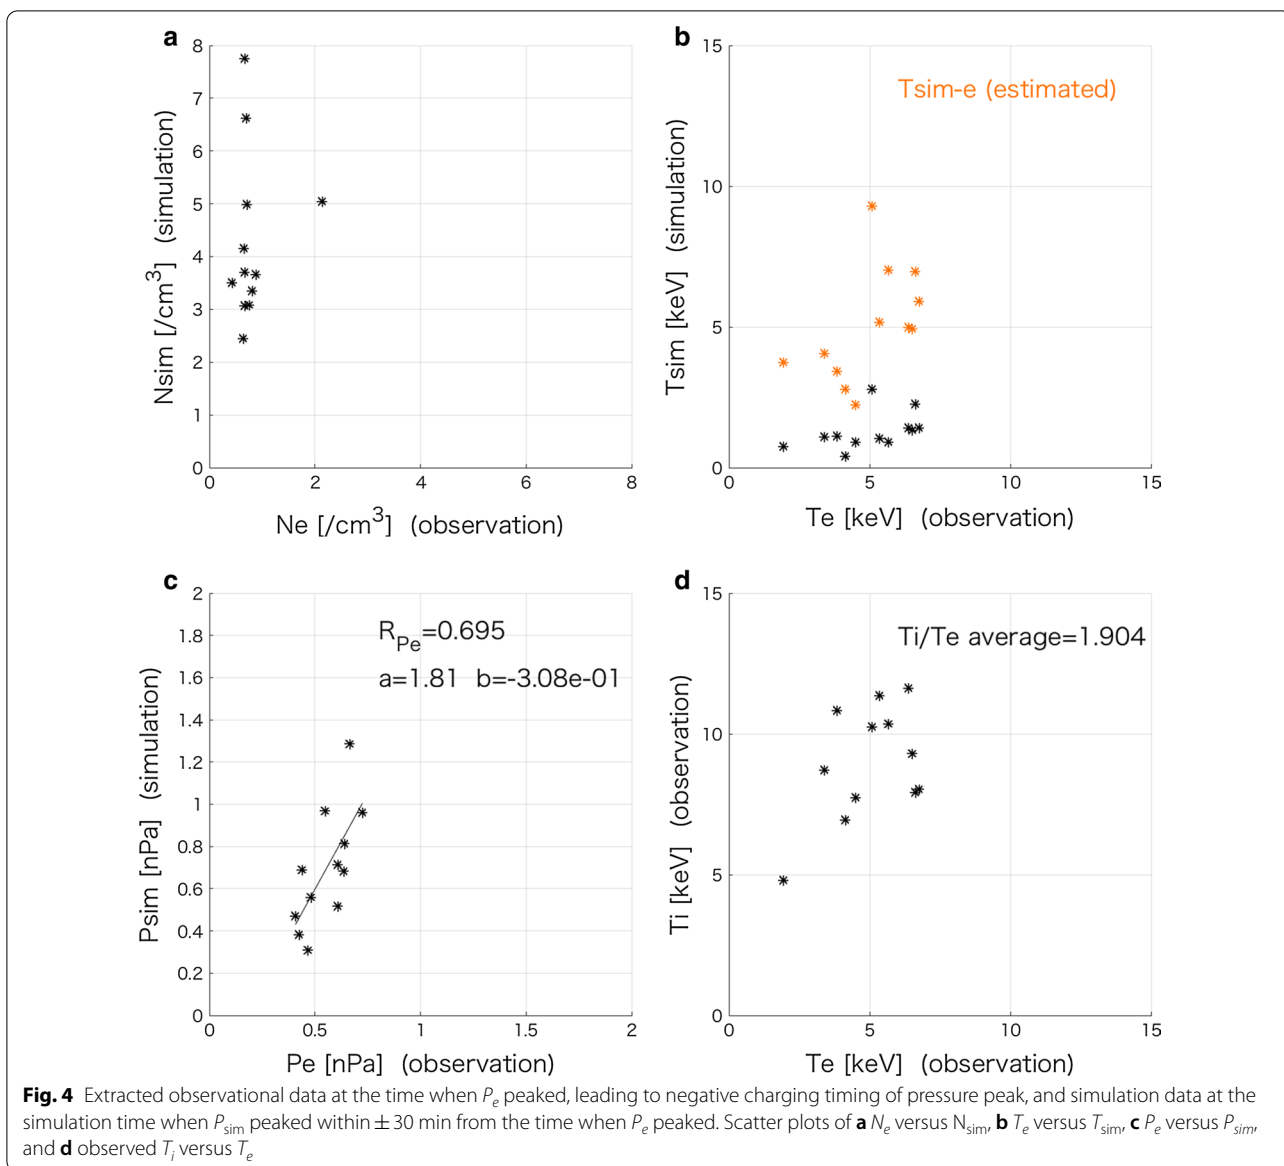 a
8
7
6
5
4
3
2
1
0
0 2 4 6 8
Nsim [/cm3] (simulation)
Ne [/cm3] (observation)
b
Tsim-e (estimated)
15
10
5
0
0 5 10 15
Tsim [keV] (simulation)
Te [keV] (observation)
c
RPe=0.695
a=1.81 b=-3.08e-01
2
1.8
1.6
1.4
1.2
1
0.8
0.6
0.4
0.2
0
0 0.5 1 1.5 2
Psim [nPa] (simulation)
Pe [nPa] (observation)
d
Ti/Te average=1.904
15
10
5
0
0 5 10 15
Ti [keV] (observation)
Te [keV] (observation)
Fig. 4 Extracted observational data at the time when Pe peaked, leading to negative charging timing of pressure peak, and simulation data at the
simulation time when Psim peaked within ± 30 min from the time when Pe peaked. Scatter plots of a Ne versus Nsim, b Te versus Tsim, c Pe versus Psim,
and d observed Ti versus Te